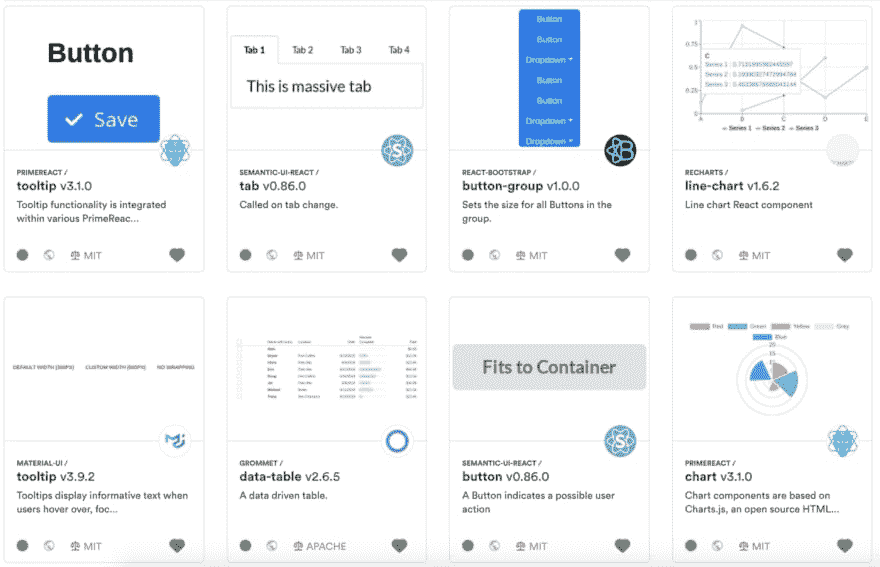 Button
Save
PRIMEREACT /
tooltip v3.1.0
Tooltip functionality is integrated
within various PrimeReac...
MIT
Tab 1 Tab 2 Tab 3 Tab 4
This is massive tab
SEMANTIC-UI-REACT /
tab v0.86.0
Called on tab change.
MIT
Button
Button
Dropdown
Button
Button
Dropdown
Dropdown
REACT-BOOTSTRAP /
button-group v1.0.0
Sets the size for all Buttons in the
group.
MIT
1
0.75
0.5
0.25
0
C
Series 1 :
Series 2 :
Series 3 :
A B C D E
Series 1 Series 2 Series 3
RECHARTS /
line-chart v1.6.2
Line chart React component
MIT
DEFAULT WIDTH [300PX] CUSTOM WIDTH [500PX] NO WRAPPING
MATERIAL-UI /
tooltip v3.9.2
Tooltips display informative text when
users hover over, foc...
MIT
GROMMET /
data-table v2.6.5
A data driven table.
APACHE
Fits to Container
SEMANTIC-UI-REACT /
button v0.86.0
A Button indicates a possible user
action
MIT
Red Green Yellow Grey
Blue
20
15
PRIMEREACT /
chart v3.1.0
Chart components are based on
Charts.js, an open source HTML...
MIT